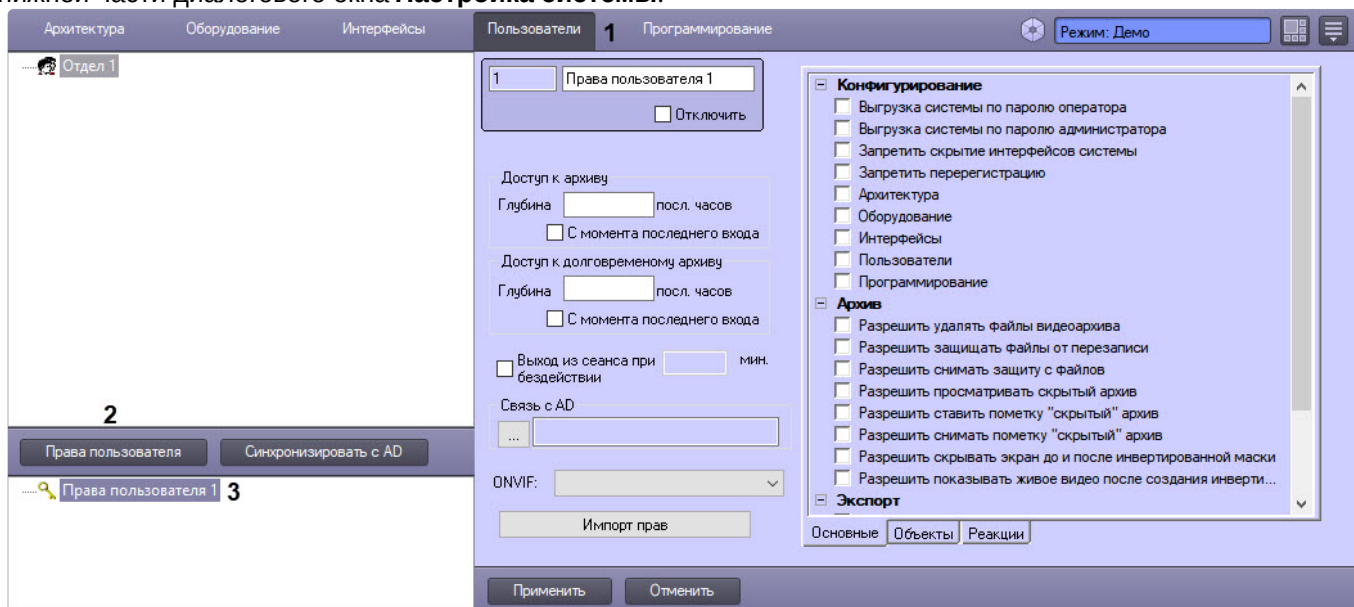 нижней части диалогового окна Настройка системы.
Архитектура Оборудование Интерфейсы Пользователи 1 Программирование Режим: Демо
Отдел 1
1 Права пользователя 1
Отключить
Доступ к архиву
Глубина посл. часов
С момента последнего входа
Доступ к долговременому архиву
Глубина посл. часов
С момента последнего входа
Выход из сеанса при мин.
бездействии
Связь с AD
...
ONVIF:
Импорт прав
Конфигурирование
Выгрузка системы по паролю оператора
Выгрузка системы по паролю администратора
Запретить скрытие интерфейсов системы
Запретить перерегистрацию
Архитектура
Оборудование
Интерфейсы
Пользователи
Программирование
Архив
Разрешить удалять файлы видеоархива
Разрешить защищать файлы от перезаписи
Разрешить снимать защиту с файлов
Разрешить просматривать скрытый архив
Разрешить ставить пометку "скрытый" архив
Разрешить снимать пометку "скрытый" архив
Разрешить скрывать экран до и после инвертированной маски
Разрешить показывать живое видео после создания инверти...
Экспорт
Основные Объекты Реакции
2
Права пользователя Синхронизировать с AD
Права пользователя 1 3
Применить Отменить